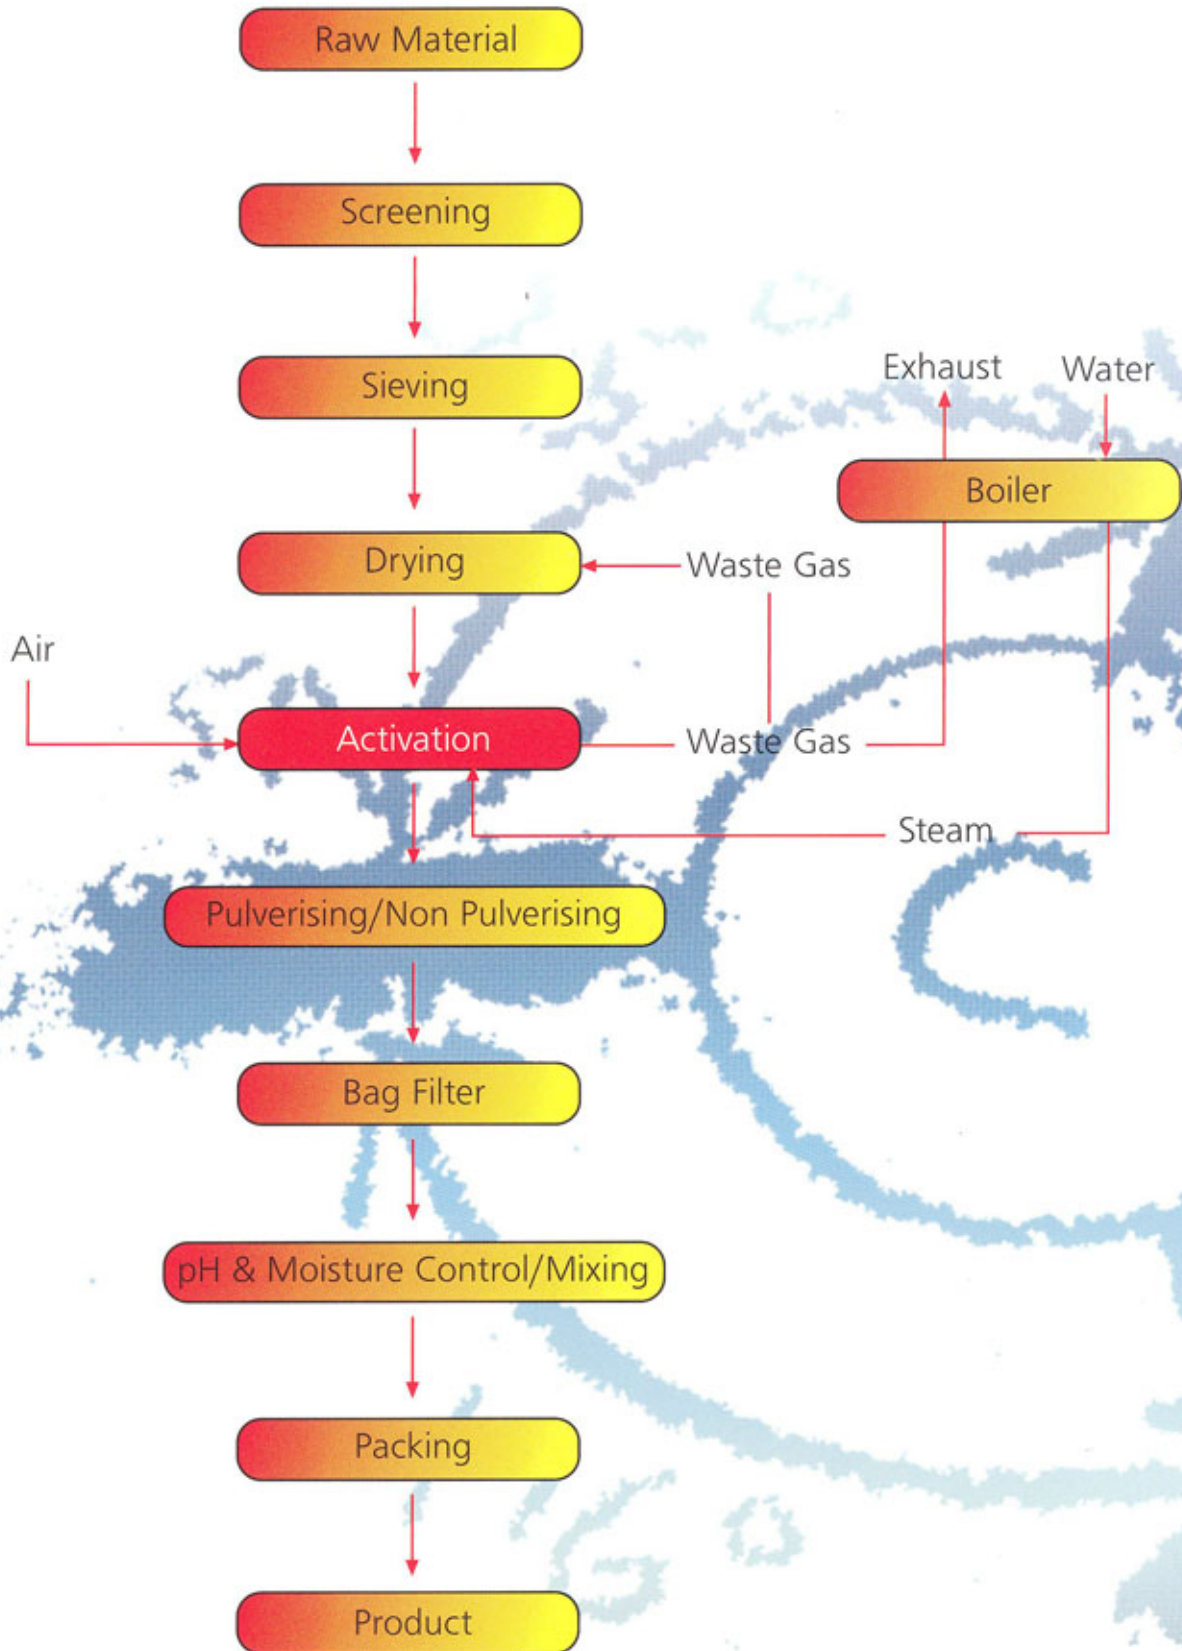 Raw Material
Screening
Sieving
Exhaust
Water
Boiler
Drying
Waste Gas
Air
Activation
Waste Gas
Steam
Pulverising/Non Pulverising
Bag Filter
pH & Moisture Control/Mixing
Packing
Product